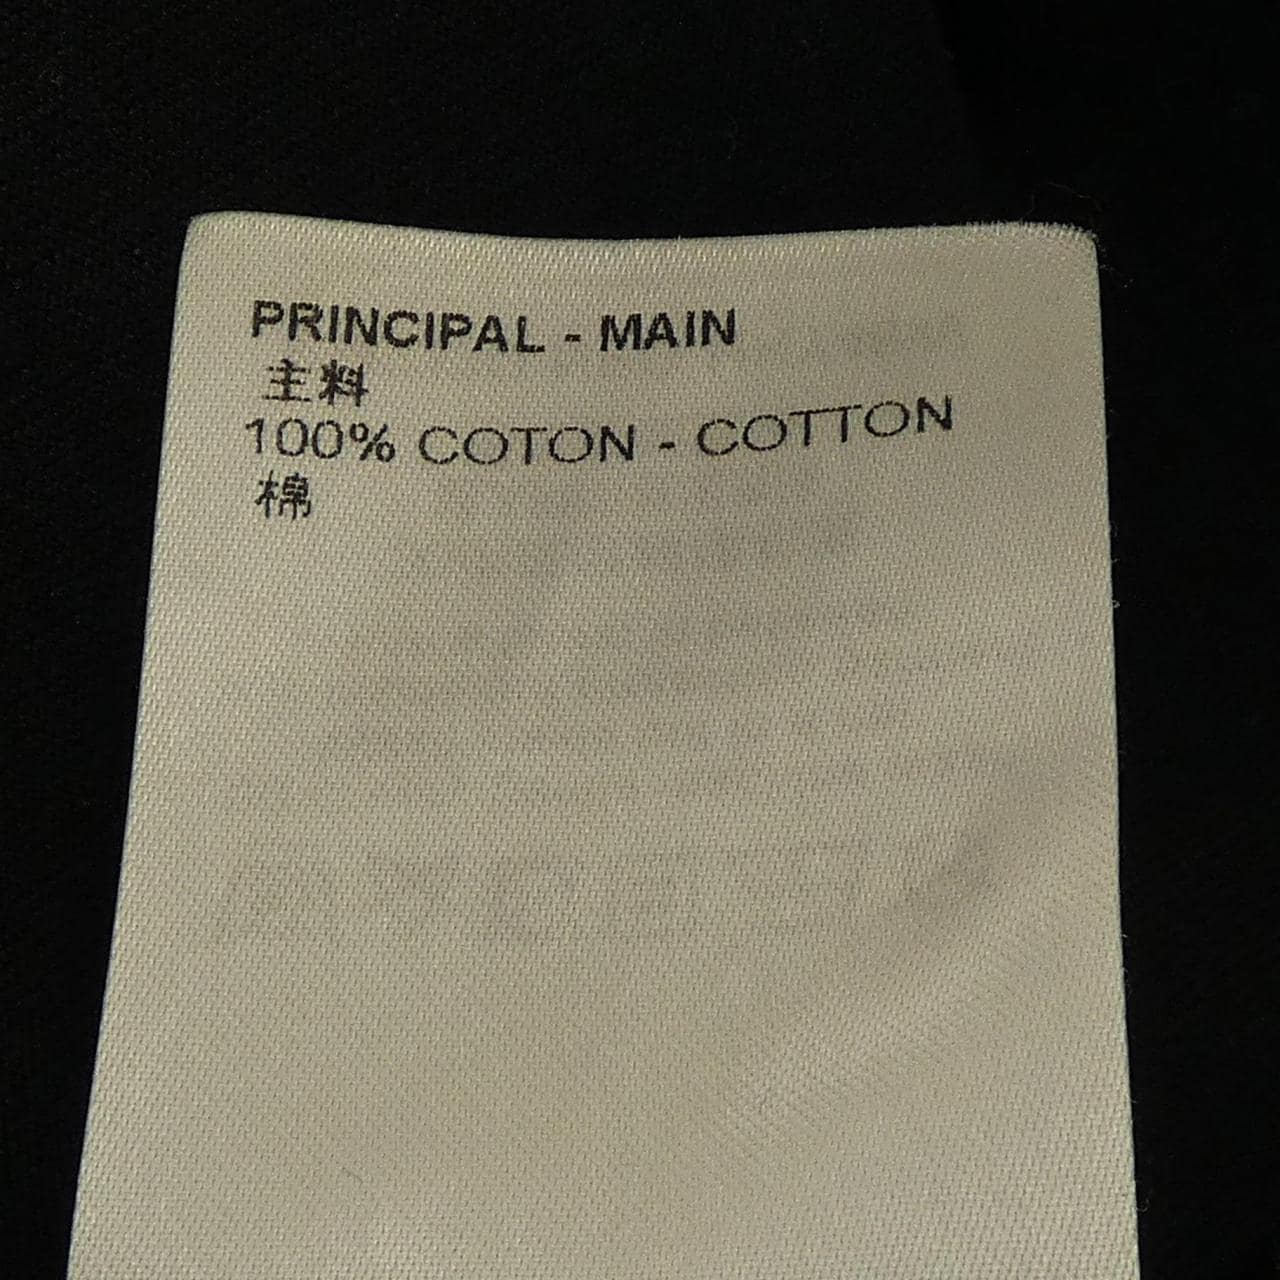 PRINCIPAL - MAIN
主料
100% COTON - COTTON
棉